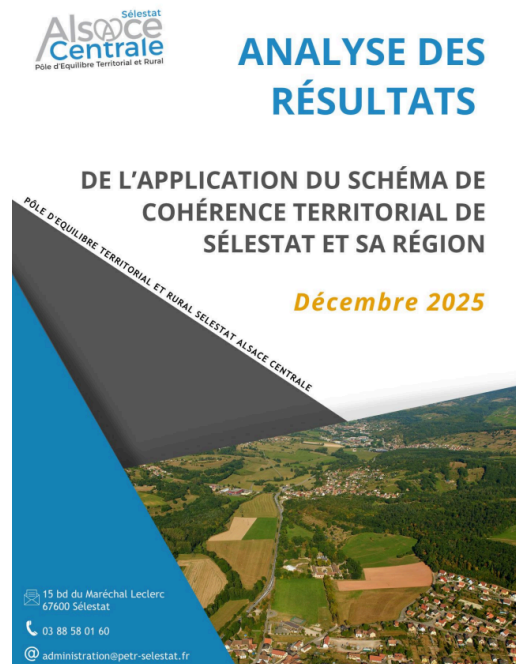 Sélestat
Alsace
Centrale
Pôle d'Equilibre Territorial et Rural
ANALYSE DES
RÉSULTATS
DE L'APPLICATION DU SCHÉMA DE
COHÉRENCE TERRITORIAL DE
SÉLESTAT ET SA RÉGION
PÔLE D'EQUILIBRE TERRITORIAL ET RURAL SELESTAT ALSACE CENTRALE
Décembre 2025
15 bd du Maréchal Leclerc
67600 Sélestat
03 88 58 01 60
@ administration@petr-selestat.fr